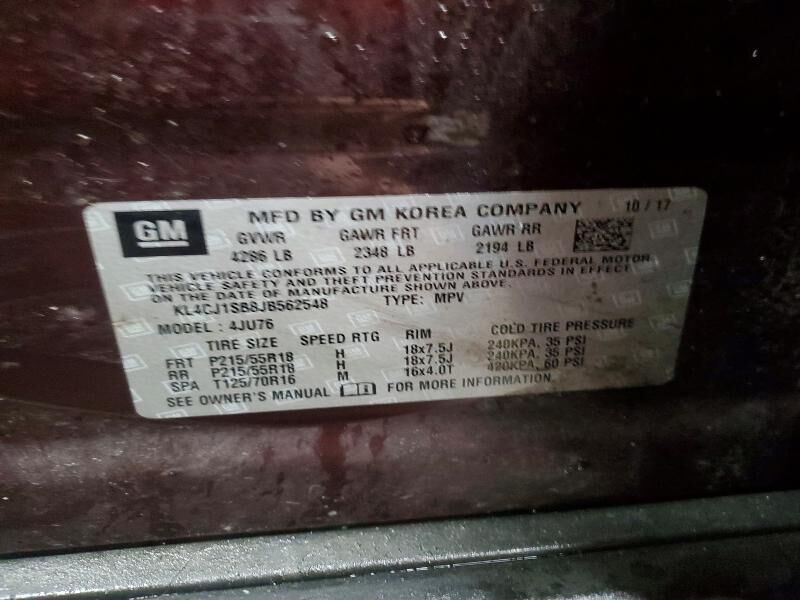 GM MFD BY GM KOREA COMPANY 10 / 17
GVWR GAWR FRT GAWR RR
4286 LB 2348 LB 2194 LB
THIS VEHICLE CONFORMS TO ALL APPLICABLE U.S. FEDERAL MOTOR
VEHICLE SAFETY AND THEFT PREVENTION STANDARDS IN EFFECT
ON THE DATE OF MANUFACTURE SHOWN ABOVE.
KL4CJ1SB8JB562548 TYPE: MPV
MODEL : 4JU76
TIRE SIZE SPEED RTG RIM COLD TIRE PRESSURE
FRT P215/55R18 H 18x7.5J 240KPA, 35 PSI
RR P215/55R18 H 18x7.5J 240KPA, 35 PSI
SPA T125/70R16 M 16x4.0T 420KPA, 60 PSI
SEE OWNER'S MANUAL FOR MORE INFORMATION.